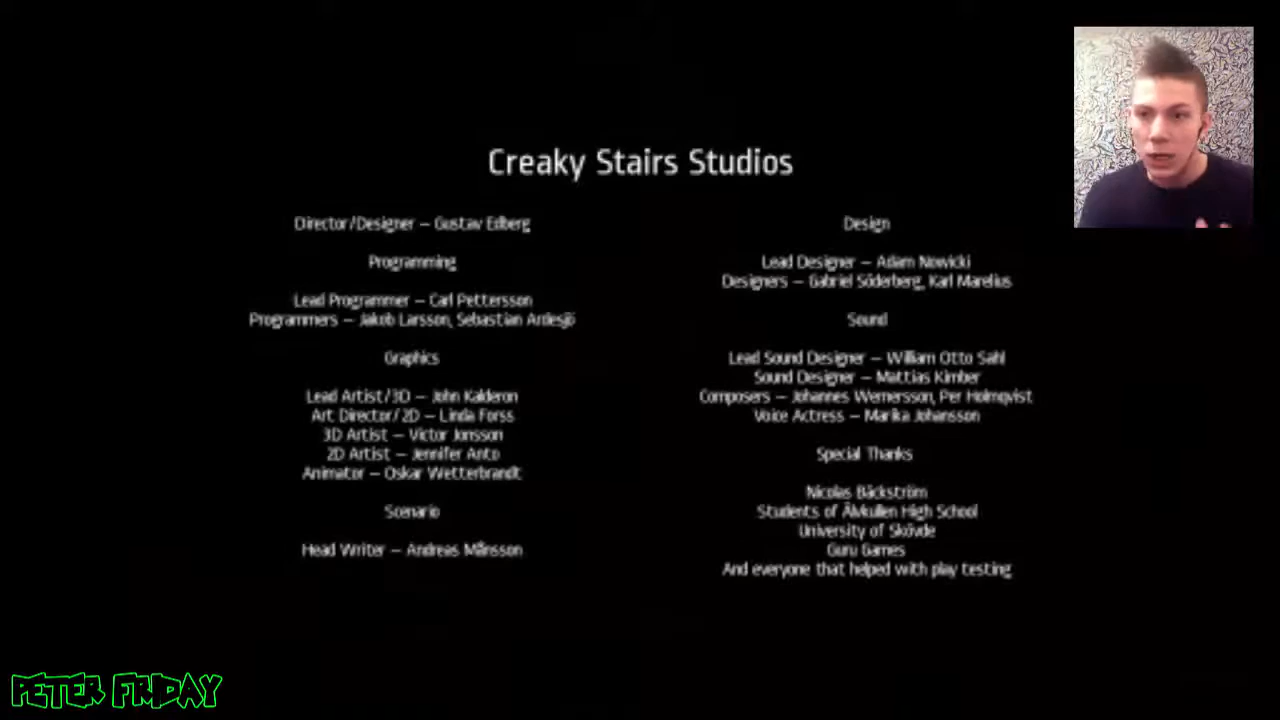 Creaky Stairs Studios
Director/Designer – Gustav Edberg
Programming
Lead Programmer – Carl Pettersson
Programmers – Jakob Larsson, Sebastian Ardesjö
Graphics
Lead Artist/3D – John Kalderon
Art Director/2D – Linda Forss
3D Artist – Victor Jonsson
2D Artist – Jennifer Anto
Animator – Oskar Wetterbrandt
Scenario
Head Writer – Andreas Månsson
Design
Lead Designer – Adam Nowicki
Designers – Gabriel Söderberg, Karl Marelius
Sound
Lead Sound Designer – William Otto Sahl
Sound Designer – Mattias Kimber
Composers – Johannes Wernersson, Per Holmqvist
Voice Actress – Marika Johansson
Special Thanks
Nicolas Bäckström
Students of Älvkullen High School
University of Skövde
Guru Games
And everyone that helped with play testing
PETER FRIDAY